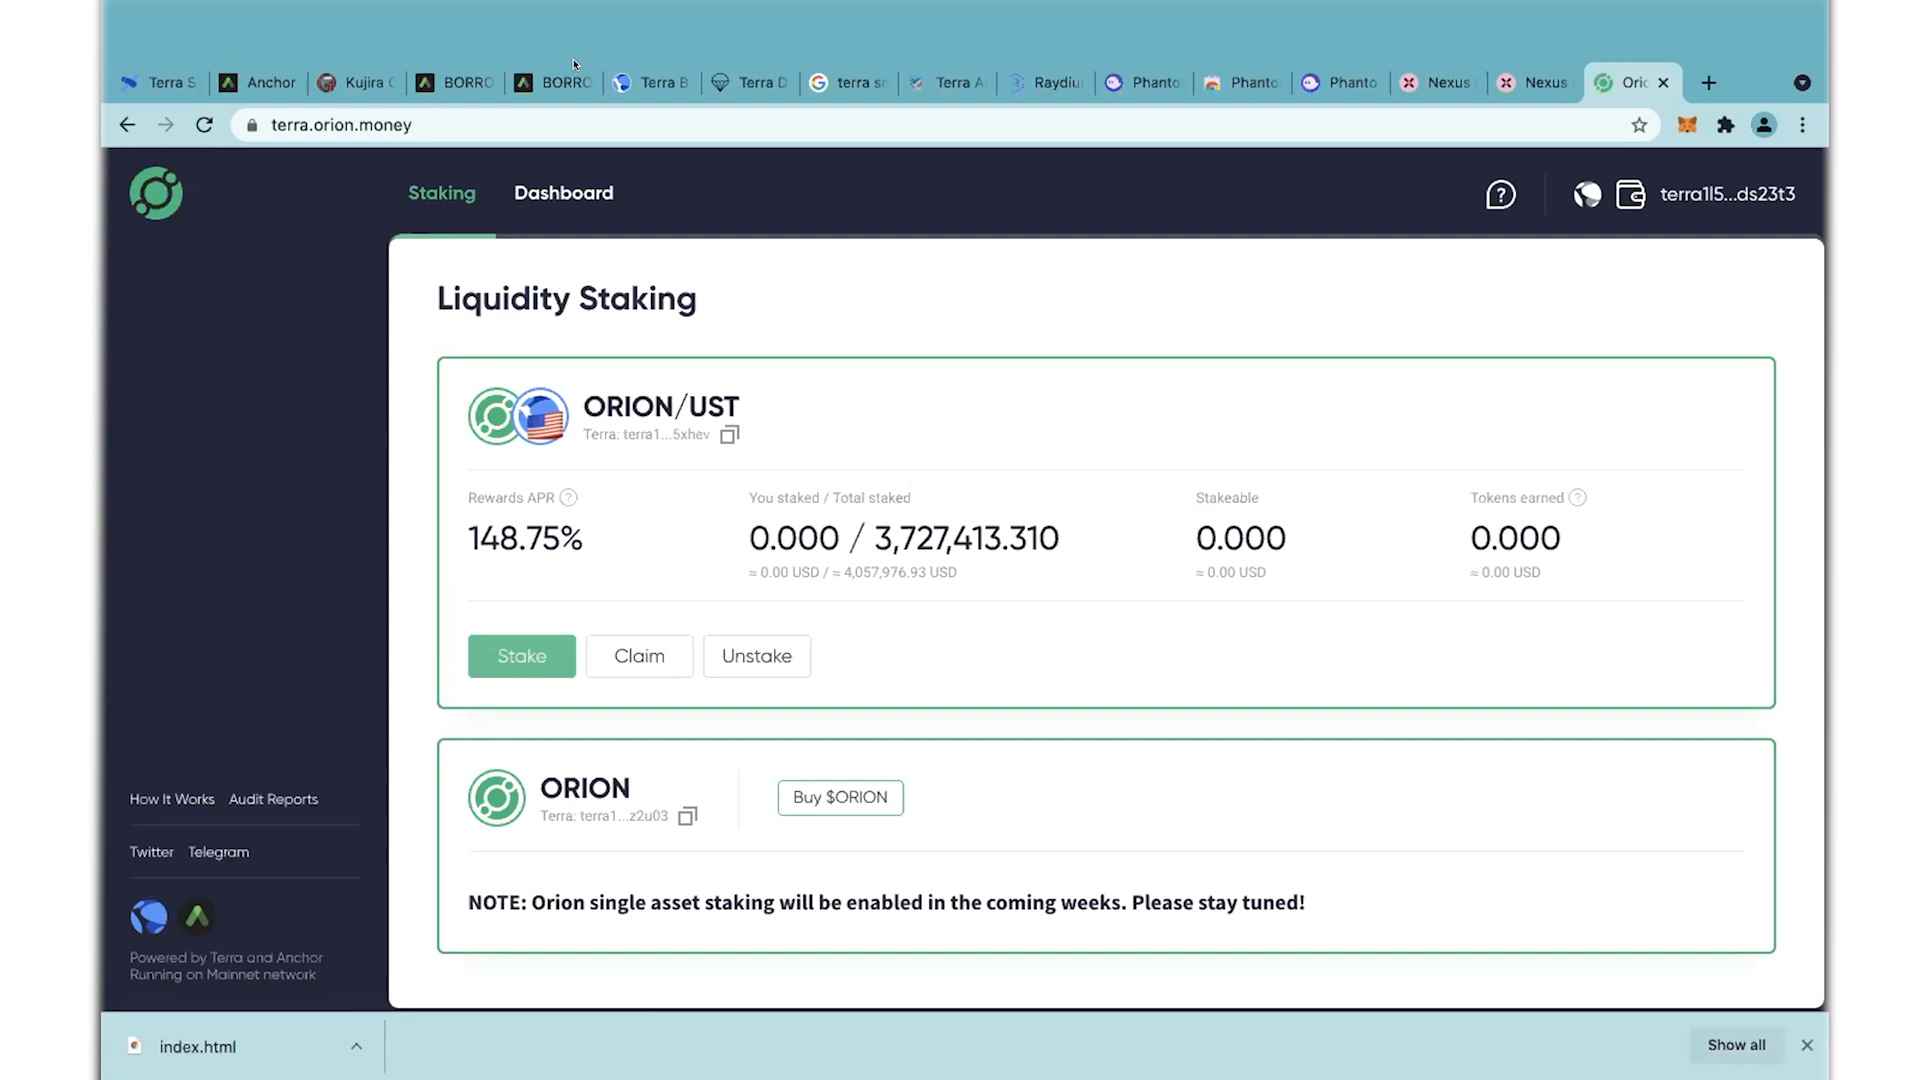 Terra S Anchor Kujira BORRO BORRO Terra B Terra D terra sm Terra A Raydiu Phanto Phanto Phanto Nexus Nexus Orio
terra.orion.money
Staking Dashboard terra1l5...ds23t3
Liquidity Staking
ORION/UST
Terra: terra1...5xhev
Rewards APR ? You staked / Total staked Stakeable Tokens earned ?
148.75% 0.000 / 3,727,413.310 0.000 0.000
≈ 0.00 USD / ≈ 4,057,976.93 USD ≈ 0.00 USD ≈ 0.00 USD
Stake Claim Unstake
ORION
Terra: terra1...z2u03
Buy $ORION
NOTE: Orion single asset staking will be enabled in the coming weeks. Please stay tuned!
How It Works Audit Reports
Twitter Telegram
Powered by Terra and Anchor
Running on Mainnet network
index.html Show all